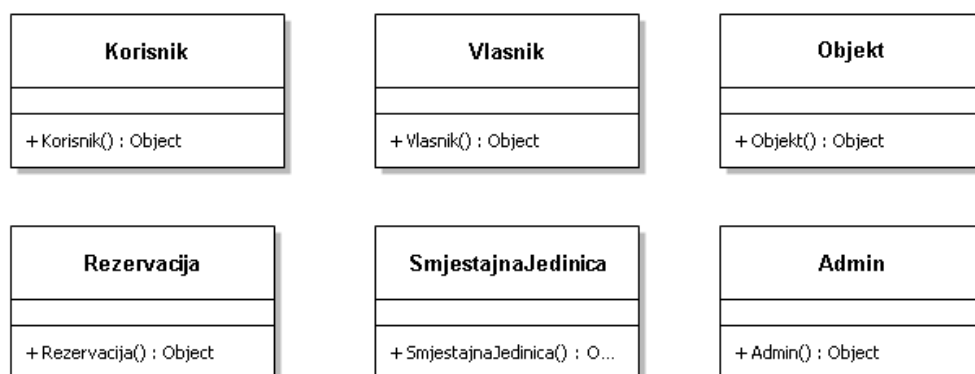 Korisnik
+ Korisnik() : Object
Vlasnik
+ Vlasnik() : Object
Objekt
+ Objekt() : Object
Rezervacija
+ Rezervacija() : Object
SmjestajnaJedinica
+ SmjestajnaJedinica() : O...
Admin
+ Admin() : Object